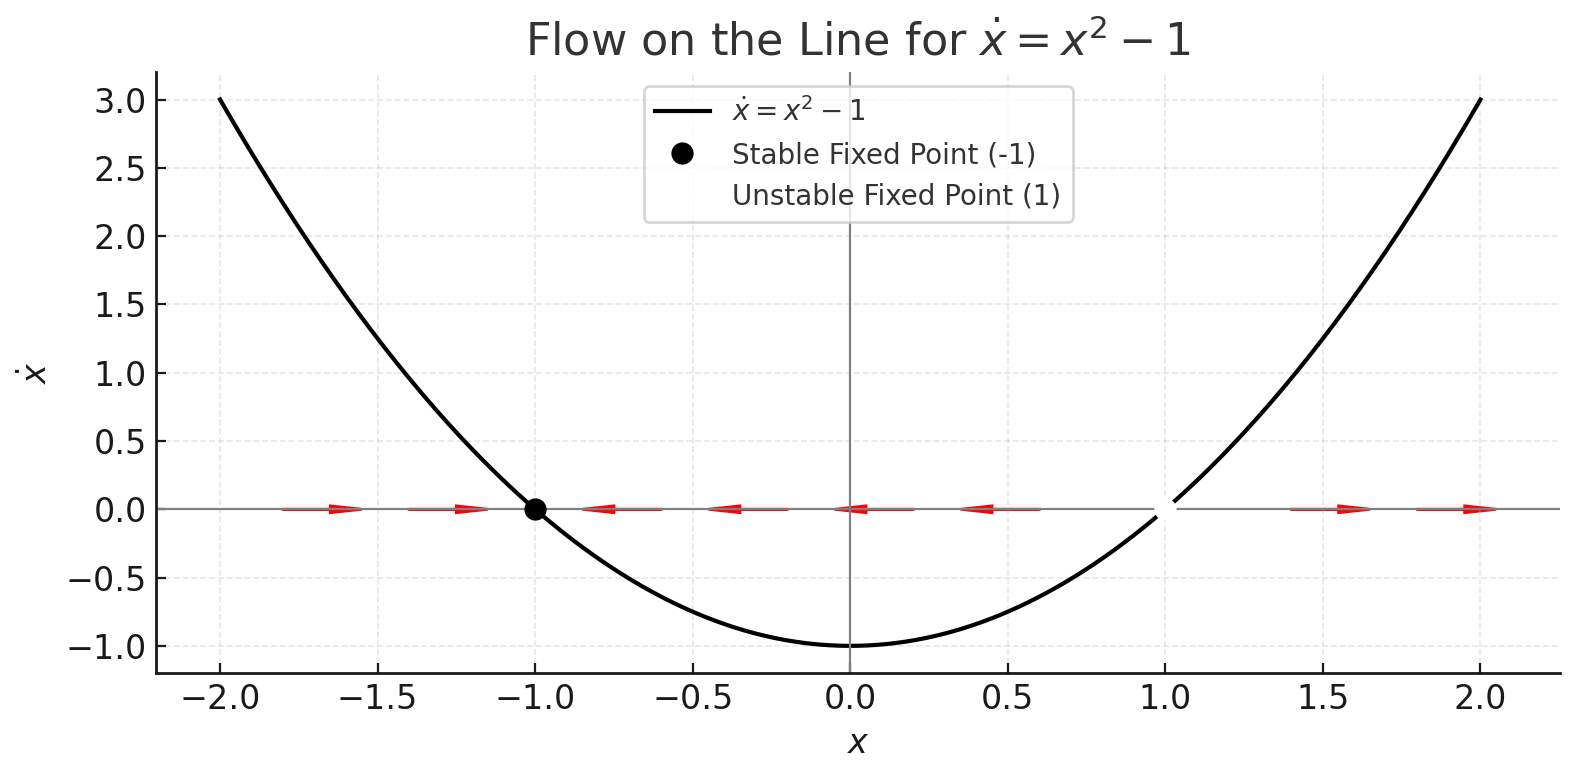 Flow on the Line for ẋ = x² − 1
ẋ = x² − 1
Stable Fixed Point (-1)
Unstable Fixed Point (1)
3.0
2.5
2.0
1.5
1.0
0.5
0.0
−0.5
−1.0
ẋ
−2.0 −1.5 −1.0 −0.5 0.0 0.5 1.0 1.5 2.0
x